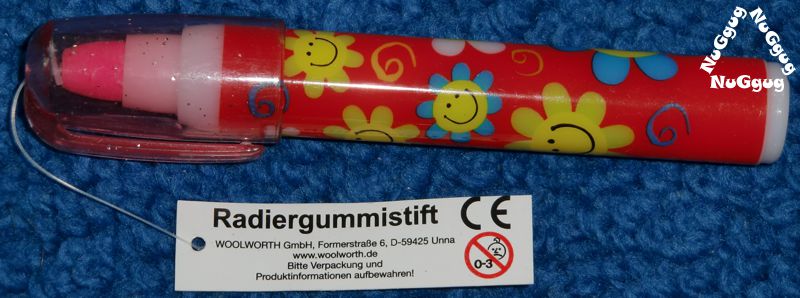 NuGgug
NuGgug
NuGgug
Radiergummistift CE
WOOLWORTH GmbH, Formerstraße 6, D-59425 Unna
www.woolworth.de
Bitte Verpackung und
Produktinformationen aufbewahren!
0-3